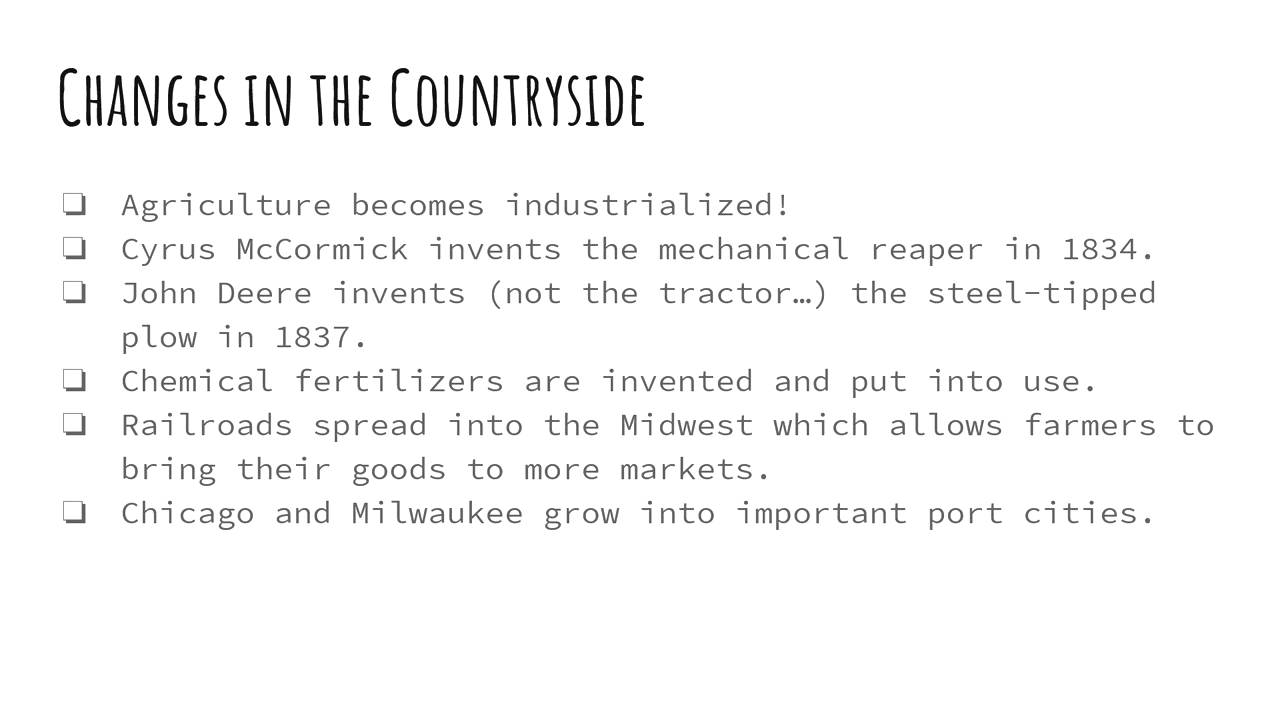 Changes in the Countryside
❏ Agriculture becomes industrialized!
❏ Cyrus McCormick invents the mechanical reaper in 1834.
❏ John Deere invents (not the tractor…) the steel-tipped
plow in 1837.
❏ Chemical fertilizers are invented and put into use.
❏ Railroads spread into the Midwest which allows farmers to
bring their goods to more markets.
❏ Chicago and Milwaukee grow into important port cities.